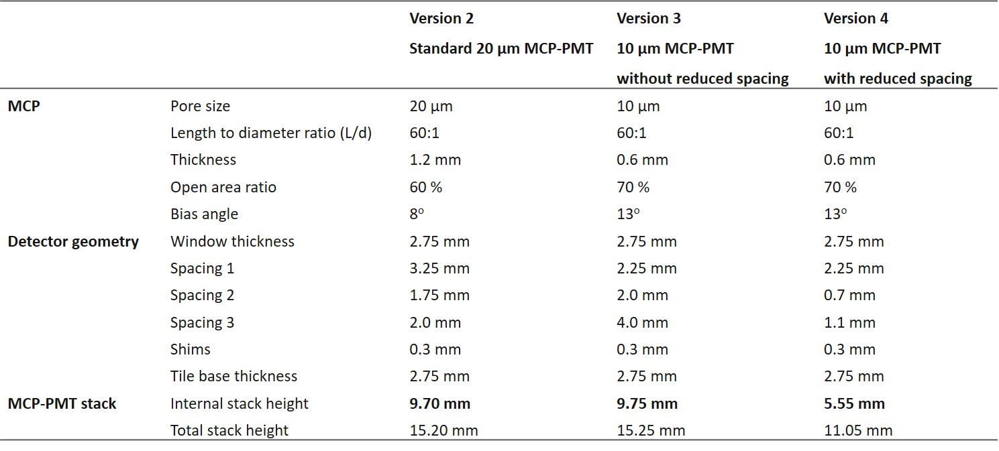 Version 2 Version 3 Version 4
Standard 20 µm MCP-PMT 10 µm MCP-PMT 10 µm MCP-PMT
without reduced spacing with reduced spacing
MCP Pore size 20 µm 10 µm 10 µm
Length to diameter ratio (L/d) 60:1 60:1 60:1
Thickness 1.2 mm 0.6 mm 0.6 mm
Open area ratio 60 % 70 % 70 %
Bias angle 8º 13º 13º
Detector geometry Window thickness 2.75 mm 2.75 mm 2.75 mm
Spacing 1 3.25 mm 2.25 mm 2.25 mm
Spacing 2 1.75 mm 2.0 mm 0.7 mm
Spacing 3 2.0 mm 4.0 mm 1.1 mm
Shims 0.3 mm 0.3 mm 0.3 mm
Tile base thickness 2.75 mm 2.75 mm 2.75 mm
MCP-PMT stack Internal stack height 9.70 mm 9.75 mm 5.55 mm
Total stack height 15.20 mm 15.25 mm 11.05 mm